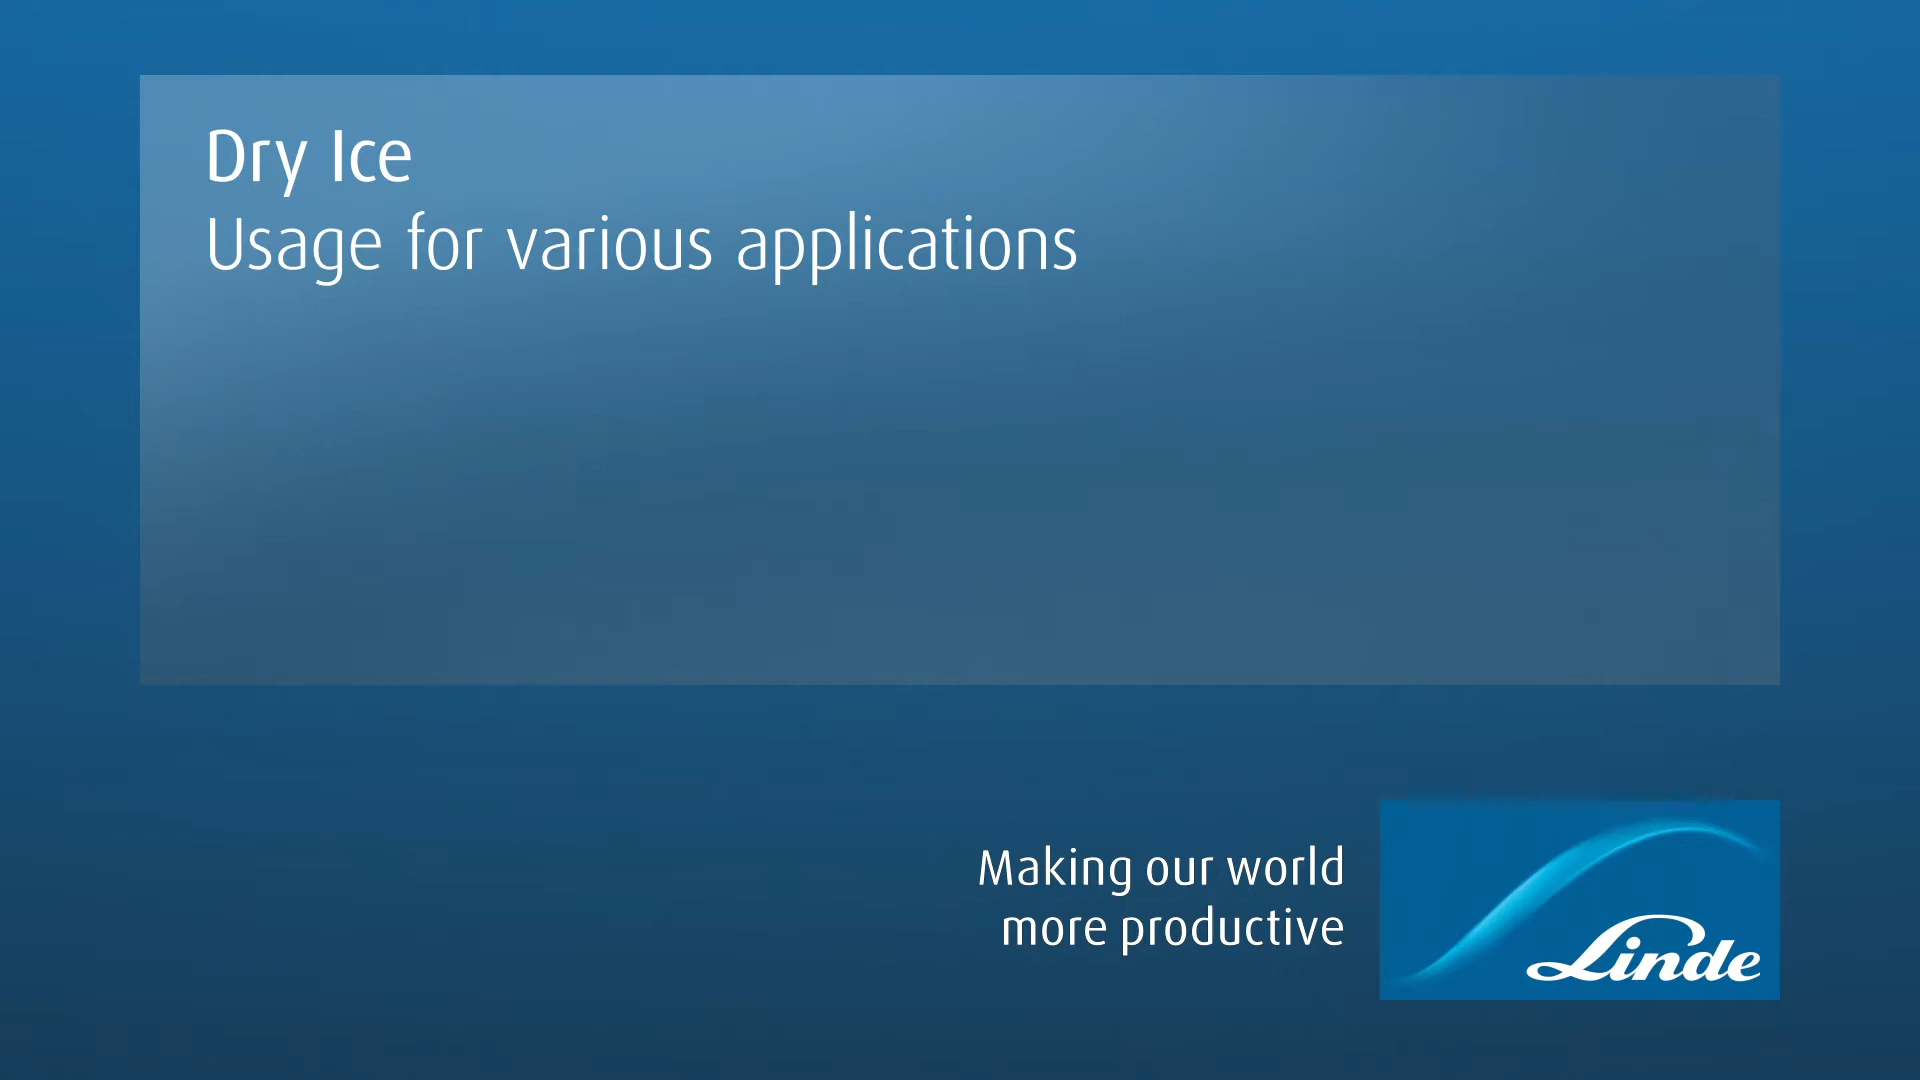 Dry Ice
Usage for various applications
Making our world
more productive
Linde